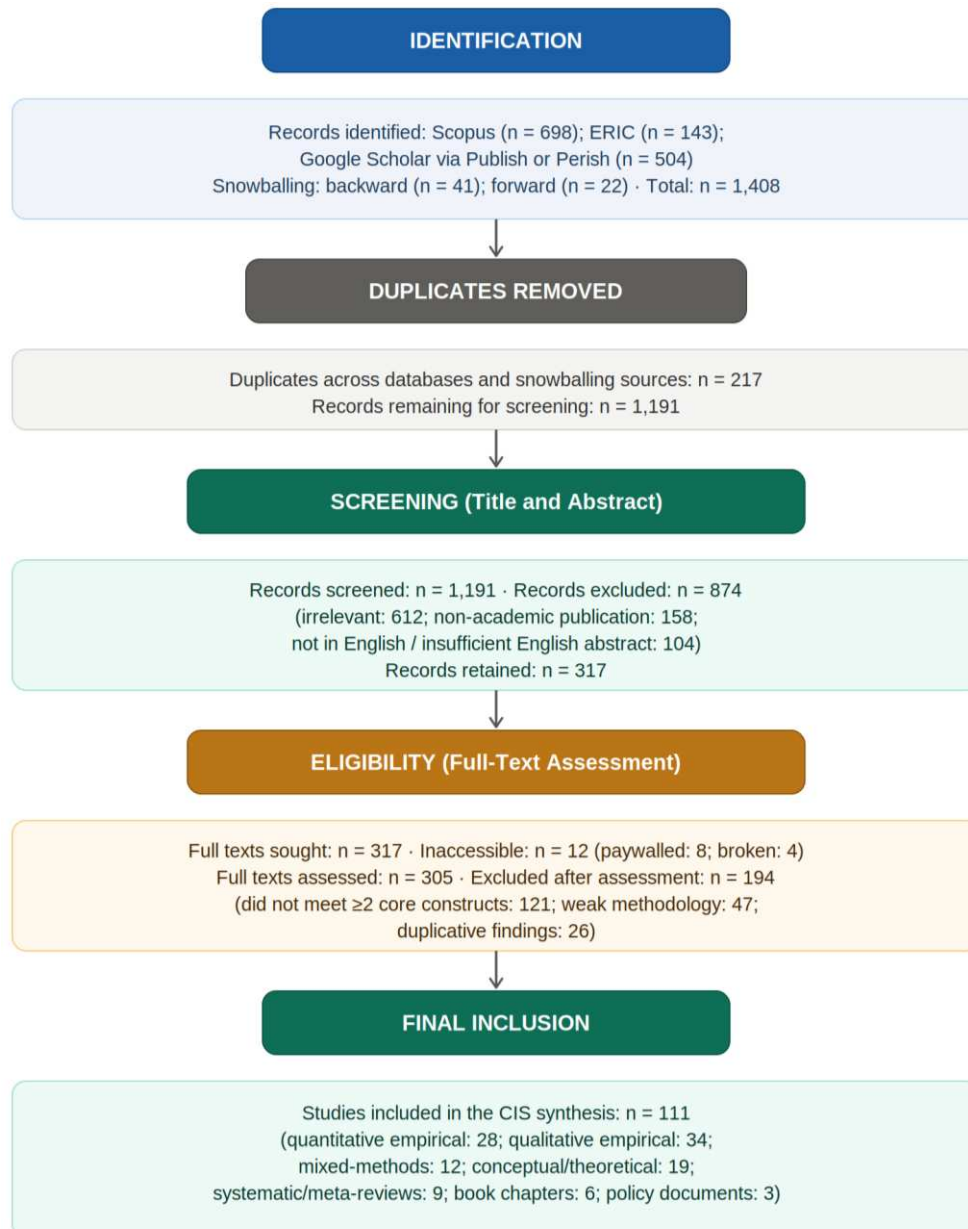 IDENTIFICATION
Records identified: Scopus (n = 698); ERIC (n = 143);
Google Scholar via Publish or Perish (n = 504)
Snowballing: backward (n = 41); forward (n = 22) · Total: n = 1,408
DUPLICATES REMOVED
Duplicates across databases and snowballing sources: n = 217
Records remaining for screening: n = 1,191
SCREENING (Title and Abstract)
Records screened: n = 1,191 · Records excluded: n = 874
(irrelevant: 612; non-academic publication: 158;
not in English / insufficient English abstract: 104)
Records retained: n = 317
ELIGIBILITY (Full-Text Assessment)
Full texts sought: n = 317 · Inaccessible: n = 12 (paywalled: 8; broken: 4)
Full texts assessed: n = 305 · Excluded after assessment: n = 194
(did not meet ≥2 core constructs: 121; weak methodology: 47;
duplicative findings: 26)
FINAL INCLUSION
Studies included in the CIS synthesis: n = 111
(quantitative empirical: 28; qualitative empirical: 34;
mixed-methods: 12; conceptual/theoretical: 19;
systematic/meta-reviews: 9; book chapters: 6; policy documents: 3)